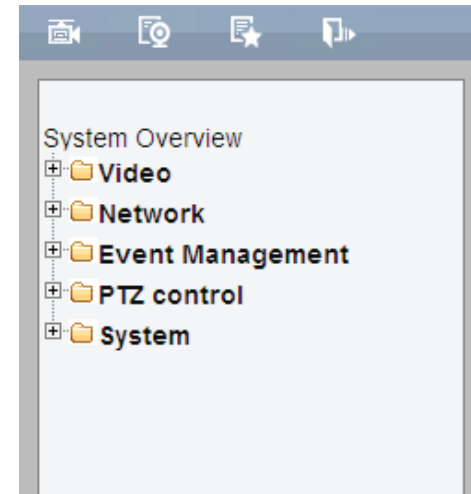 System Overview
Video
Network
Event Management
PTZ control
System